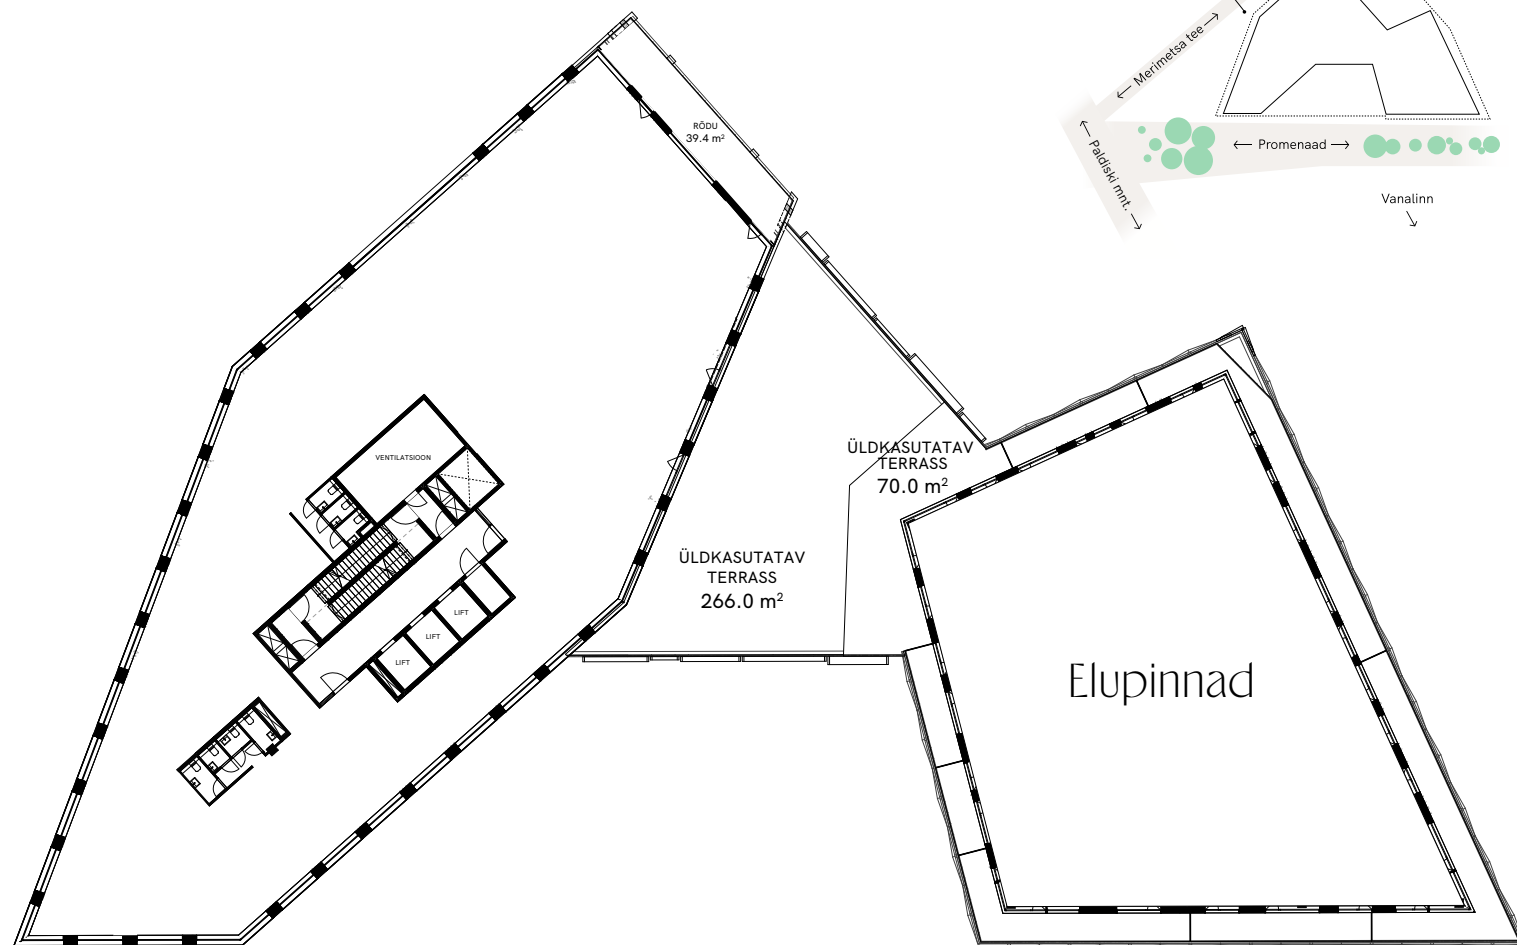 Merimetsa tee
Promenaad
Paldiski mnt.
Vanalinn
RÕDU
39.4 m²
VENTILATSIOON
ÜLDKASUTATAV
TERRASS
70.0 m²
ÜLDKASUTATAV
TERRASS
266.0 m²
LIFT
LIFT
LIFT
Elupinnad